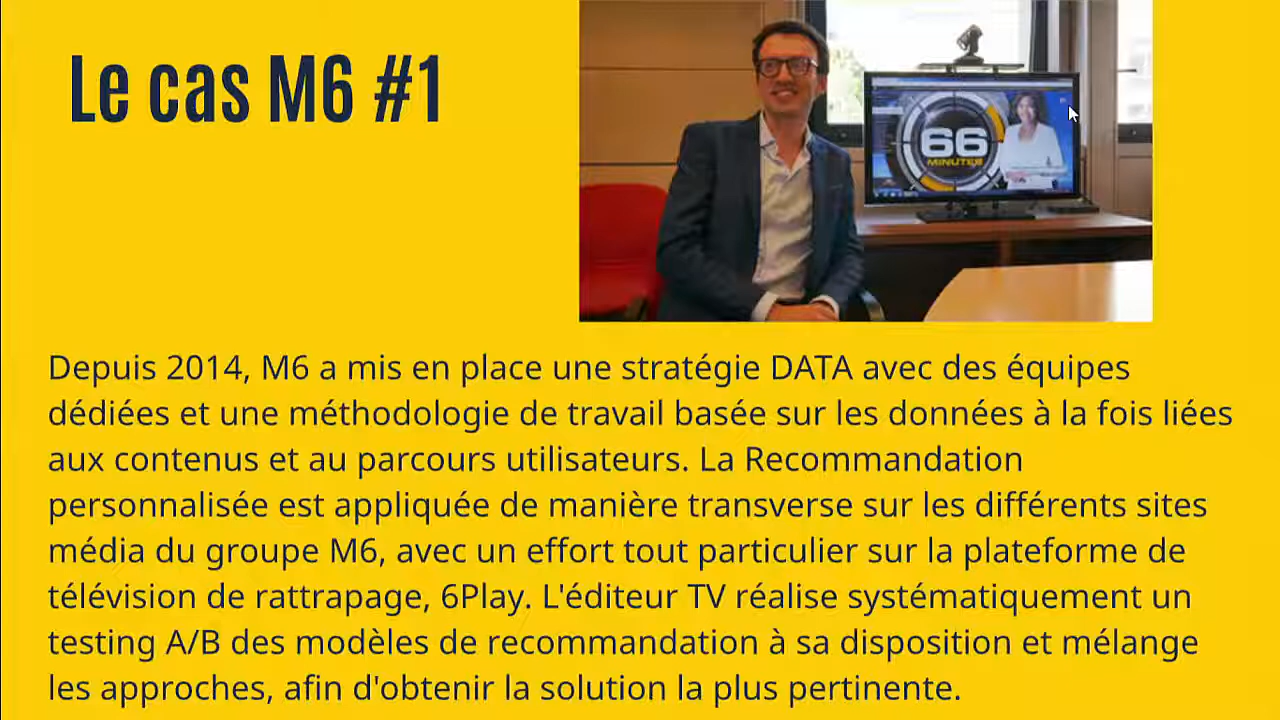 Le cas M6 #1
66
MINUTES
Depuis 2014, M6 a mis en place une stratégie DATA avec des équipes
dédiées et une méthodologie de travail basée sur les données à la fois liées
aux contenus et au parcours utilisateurs. La Recommandation
personnalisée est appliquée de manière transverse sur les différents sites
média du groupe M6, avec un effort tout particulier sur la plateforme de
télévision de rattrapage, 6Play. L'éditeur TV réalise systématiquement un
testing A/B des modèles de recommandation à sa disposition et mélange
les approches, afin d'obtenir la solution la plus pertinente.